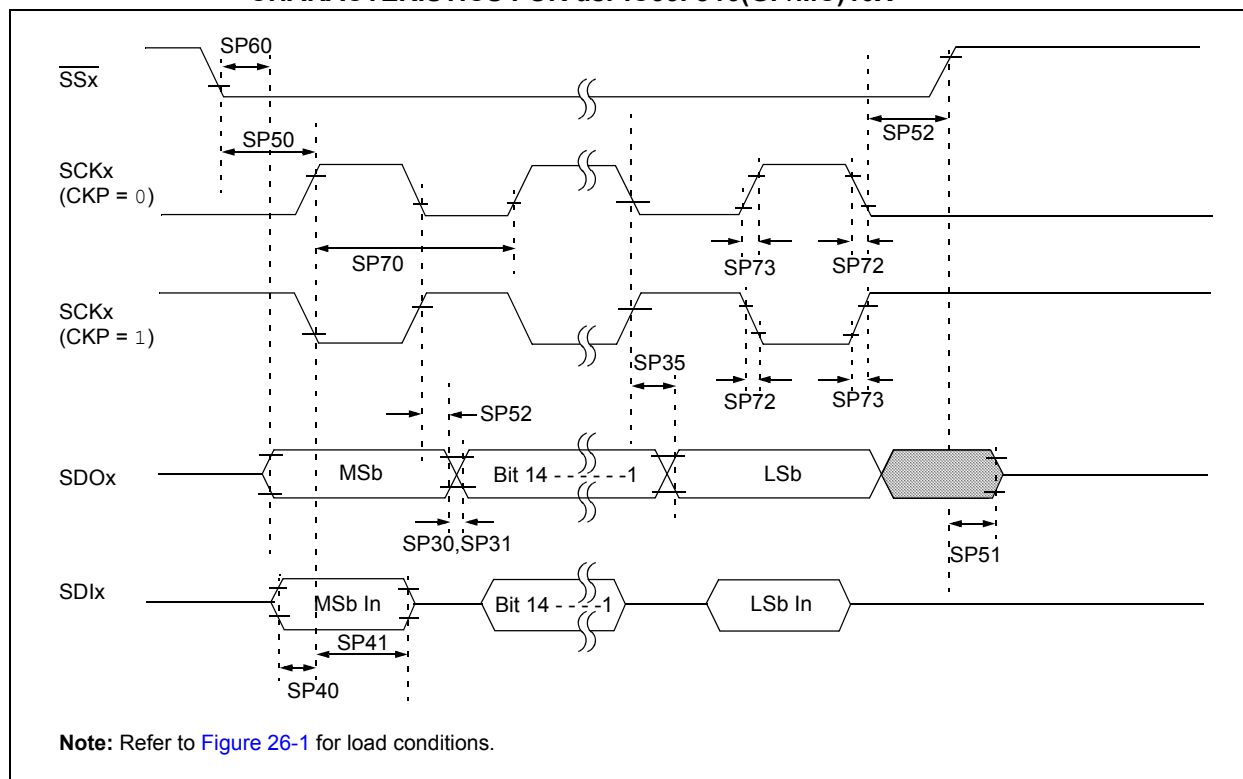 SP60
SSx
SP52
SP50
SCKx
(CKP = 0)
SP70
SP73
SP72
SCKx
(CKP = 1)
SP35
SP72
SP73
SP52
SDOx
MSb
Bit 14 - - - - - -1
LSb
SP30,SP31
SP51
SDIx
MSb In
Bit 14 - - - -1
LSb In
SP41
SP40
Note: Refer to Figure 26-1 for load conditions.